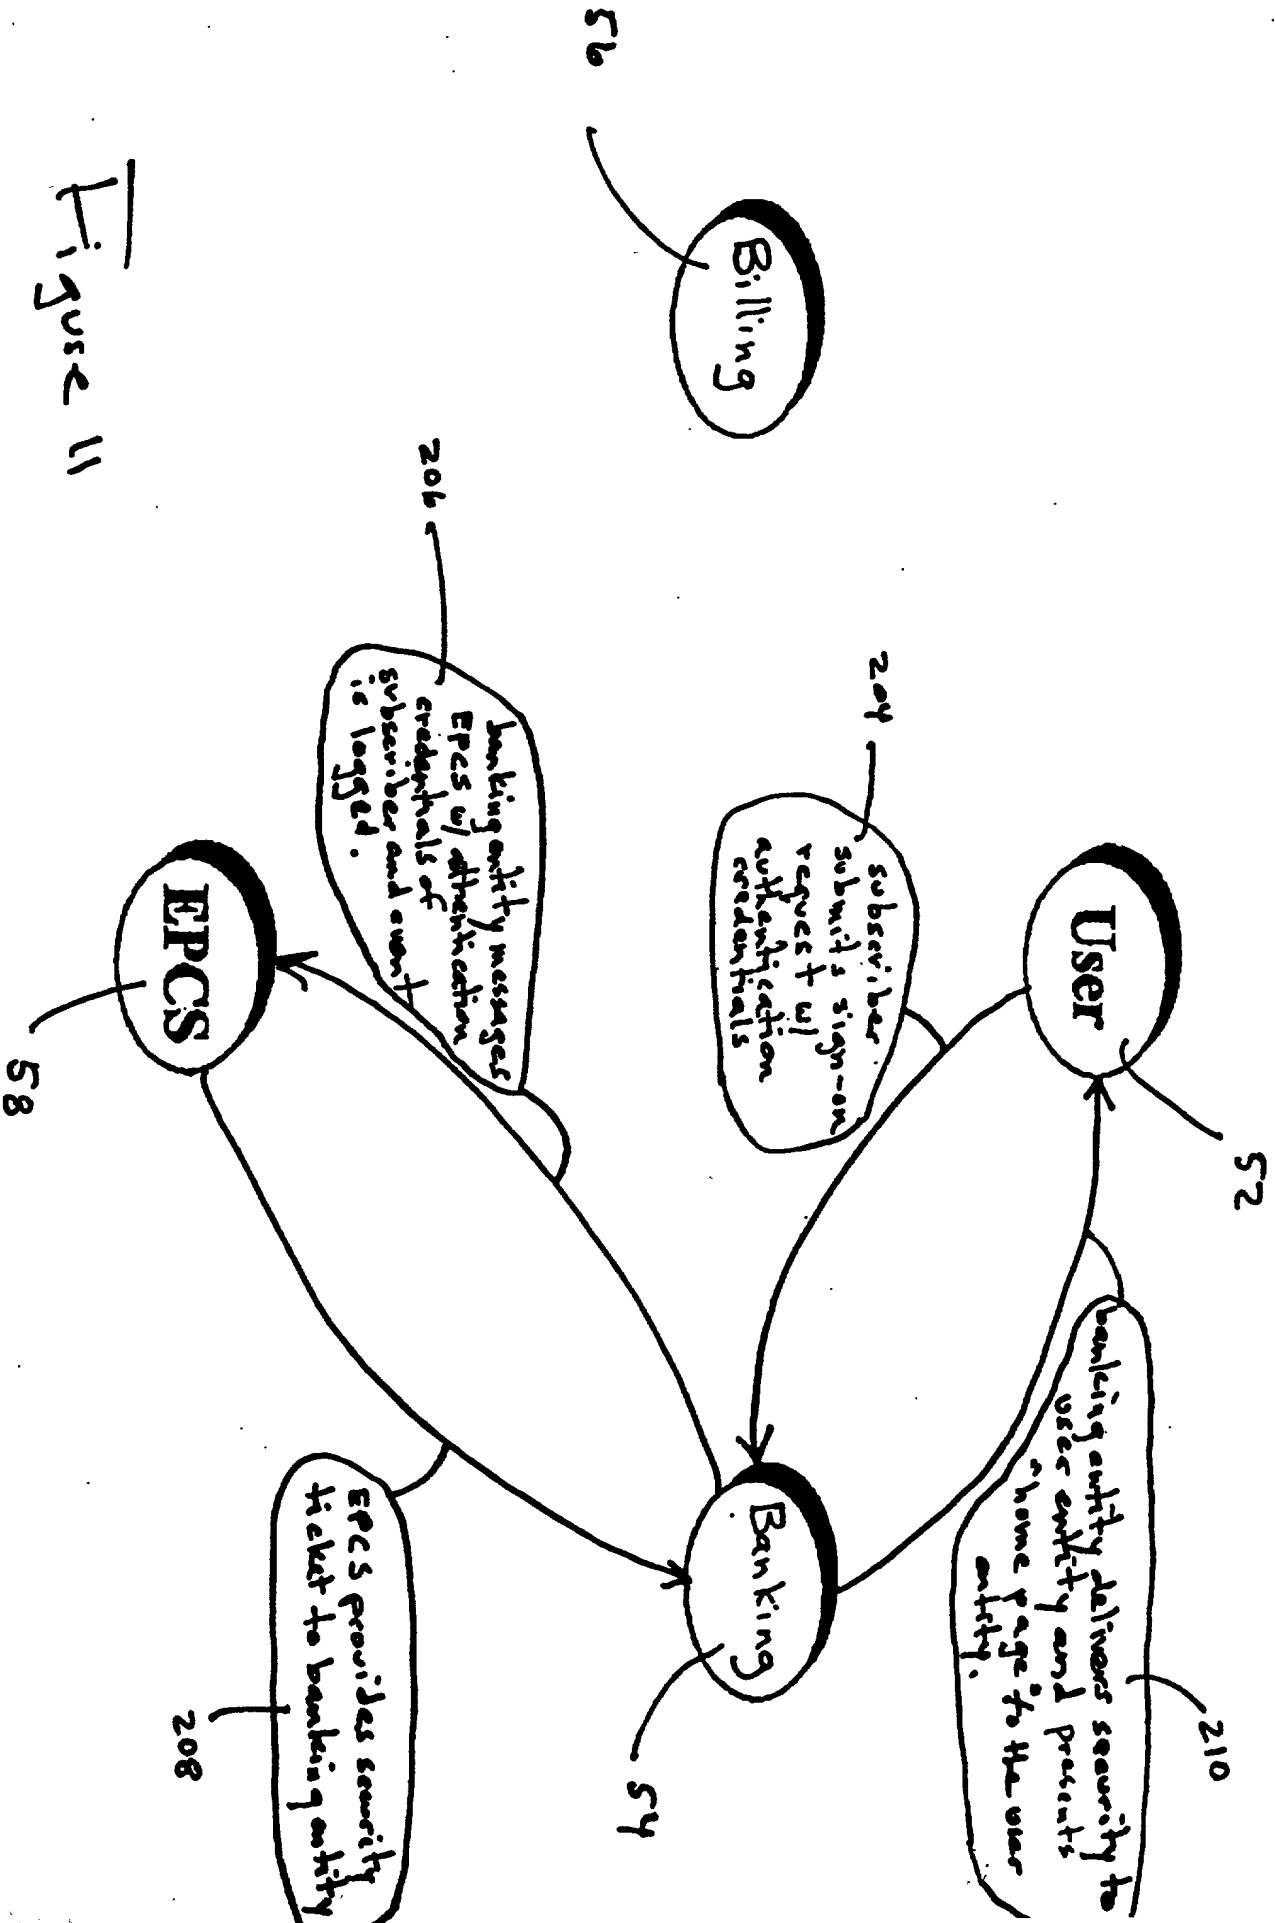 User
52
210
banking entity delivers security to
user entity and presents
"home page" to the user
entity.
204
subscriber
submits sign-on
request w/
authentication
credentials
56
Billing
Banking
54
206
banking entity messages
EPCS w/ athentication
credentials of
subscriber and event
is logged.
EPCS provides security
ticket to banking entity
208
EPCS
58
Figure 11